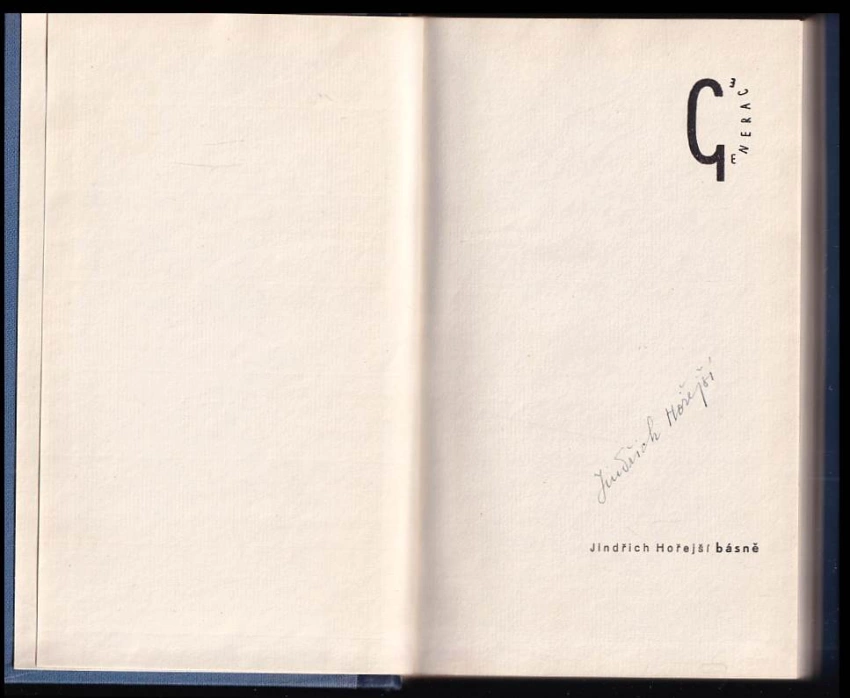 GENERACE
Jindřich Hořejší
Jindřich Hořejší básně